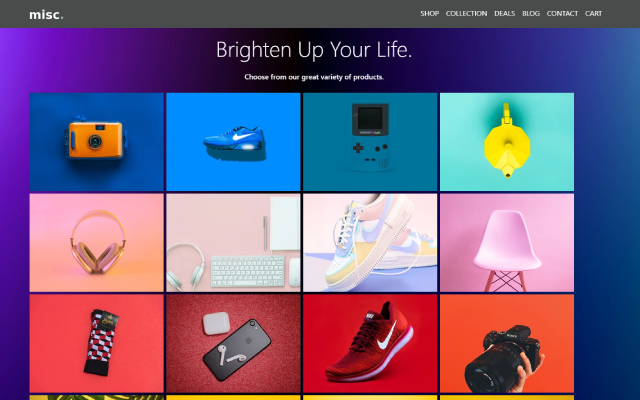 misc.
SHOP COLLECTION DEALS BLOG CONTACT CART
Brighten Up Your Life.
Choose from our great variety of products.